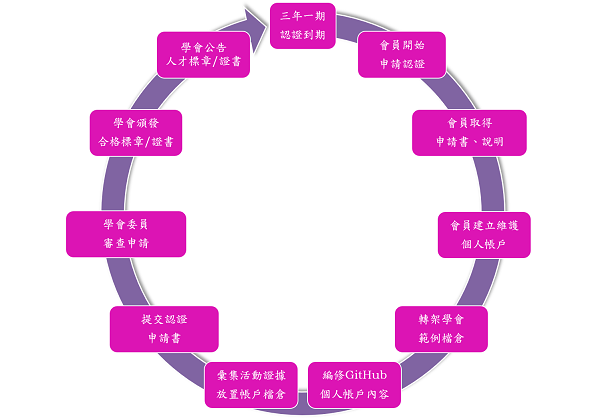 三年一期
認證到期
會員開始
申請認證
會員取得
申請書、說明
會員建立維護
個人帳戶
轉架學會
範例檔倉
編修GitHub
個人帳戶內容
彙集活動證據
放置帳戶檔倉
提交認證
申請書
學會委員
審查申請
學會頒發
合格標章/證書
學會公告
人才標章/證書